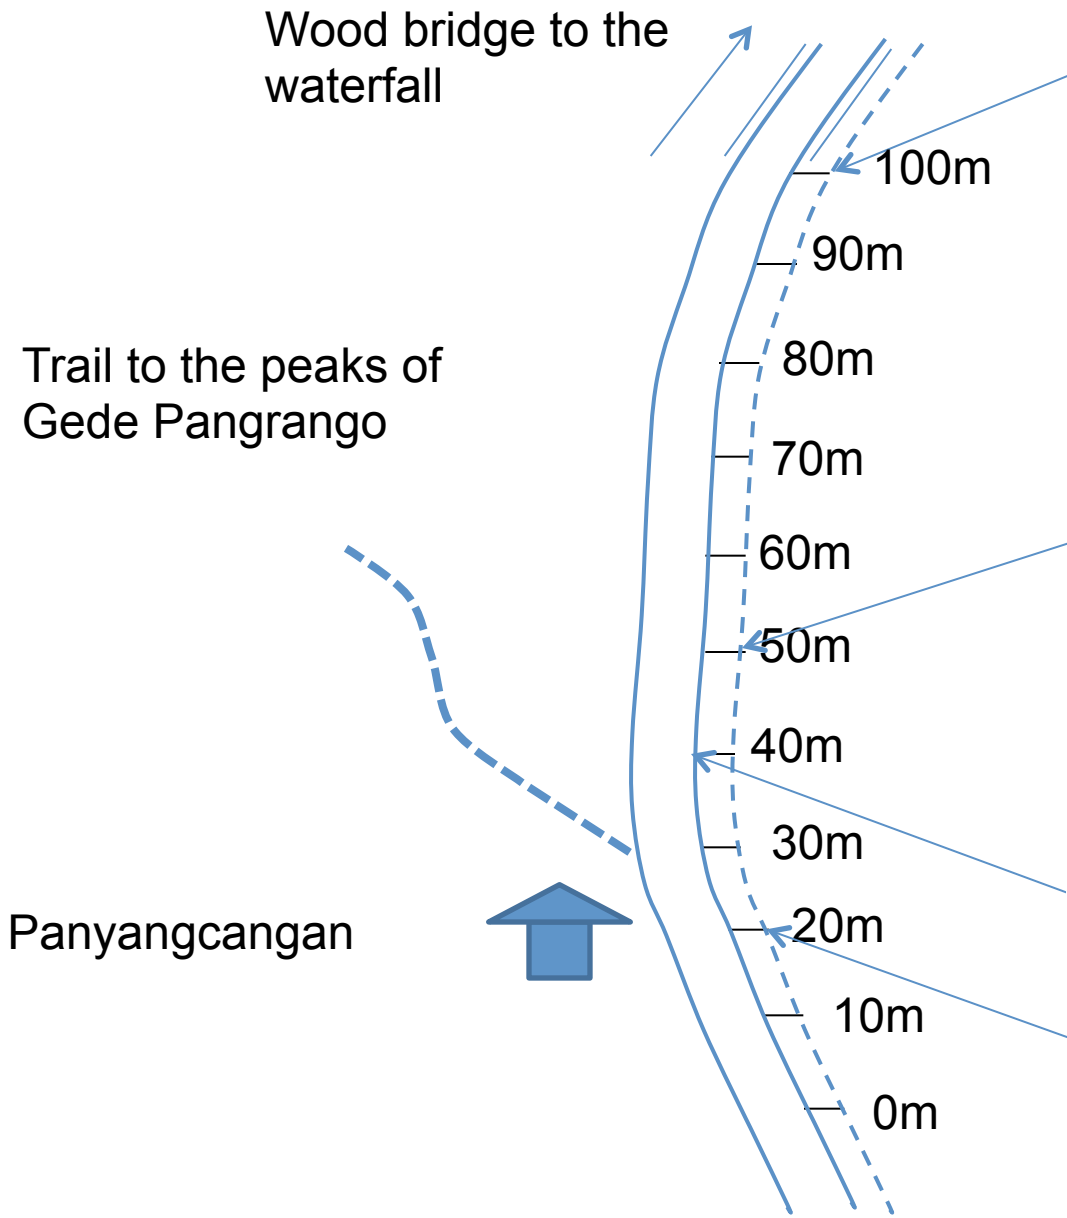 Wood bridge to the
waterfall
100m
90m
80m
Trail to the peaks of
Gede Pangrango
70m
60m
50m
40m
30m
20m
Panyangcangan
10m
0m